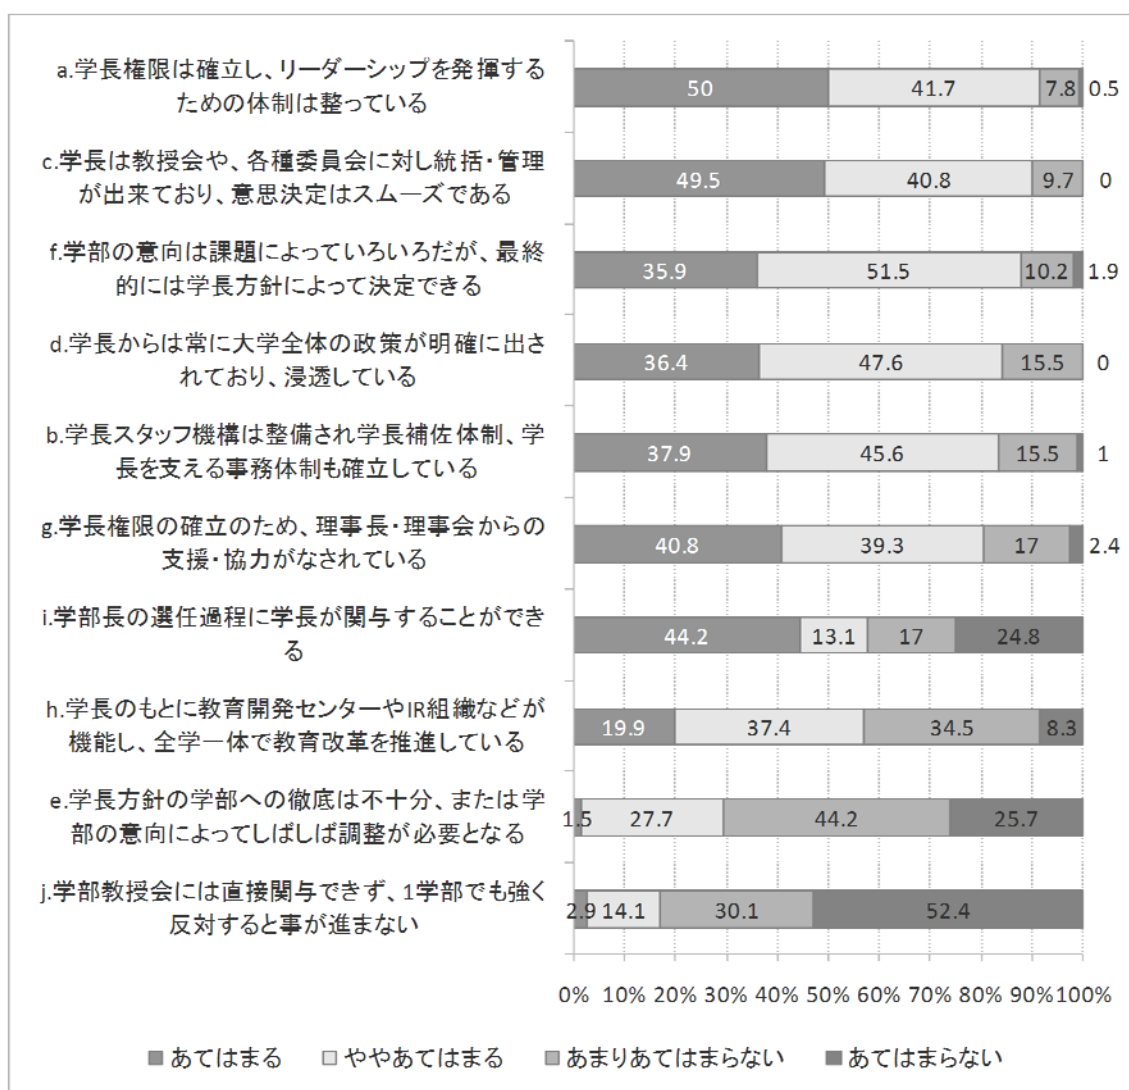 a.学長権限は確立し、リーダーシップを発揮する
ための体制は整っている
50 41.7 7.8 0.5
c.学長は教授会や、各種委員会に対し統括・管理
が出来ており、意思決定はスムーズである
49.5 40.8 9.7 0
f.学部の意向は課題によっていろいろだが、最終
的には学長方針によって決定できる
35.9 51.5 10.2 1.9
d.学長からは常に大学全体の政策が明確に出さ
れており、浸透している
36.4 47.6 15.5 0
b.学長スタッフ機構は整備され学長補佐体制、学
長を支える事務体制も確立している
37.9 45.6 15.5 1
g.学長権限の確立のため、理事長・理事会からの
支援・協力がなされている
40.8 39.3 17 2.4
i.学部長の選任過程に学長が関与することができ
る
44.2 13.1 17 24.8
h.学長のもとに教育開発センターやIR組織などが
機能し、全学一体で教育改革を推進している
19.9 37.4 34.5 8.3
e.学長方針の学部への徹底は不十分、または学
部の意向によってしばしば調整が必要となる
1.5 27.7 44.2 25.7
j.学部教授会には直接関与できず、1学部でも強く
反対すると事が進まない
2.9 14.1 30.1 52.4
0% 10% 20% 30% 40% 50% 60% 70% 80% 90% 100%
あてはまる ややあてはまる あまりあてはまらない あてはまらない